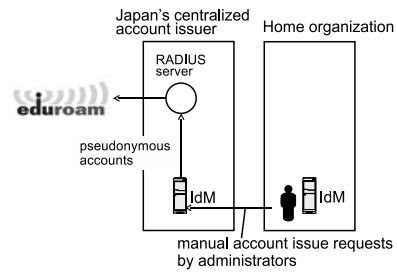 Japan's centralized
account issuer
Home organization
RADIUS
server
eduroam
pseudonymous
accounts
IdM
IdM
manual account issue requests
by administrators